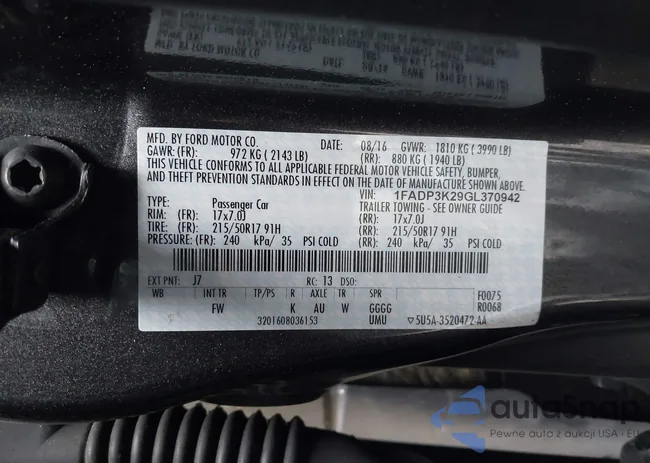 MFD. BY FORD MOTOR CO. DATE: 08/16 GVWR: 1810 KG ( 3990 LB)
GAWR: (FR): 972 KG ( 2143 LB) (RR): 880 KG ( 1940 LB)
THIS VEHICLE CONFORMS TO ALL APPLICABLE FEDERAL MOTOR VEHICLE SAFETY, BUMPER,
AND THEFT PREVENTION STANDARDS IN EFFECT ON THE DATE OF MANUFACTURE SHOWN ABOVE.
VIN: 1FADP3K29GL370942
TYPE: Passenger Car TRAILER TOWING - SEE OWNER GUIDE
RIM: (FR): 17x7.0J (RR): 17x7.0J
TIRE: (FR): 215/50R17 91H (RR): 215/50R17 91H
PRESSURE: (FR): 240 kPa/ 35 PSI COLD (RR): 240 kPa/ 35 PSI COLD
EXT PNT: J7 RC: 13 DSO:
WB INT TR TP/PS R AXLE TR SPR F0075
FW K AU W GGGG R0068
3201608036153 UMU ▽5U5A-3520472-AA
autoSnap
Pewne auto z aukcji USA - EU